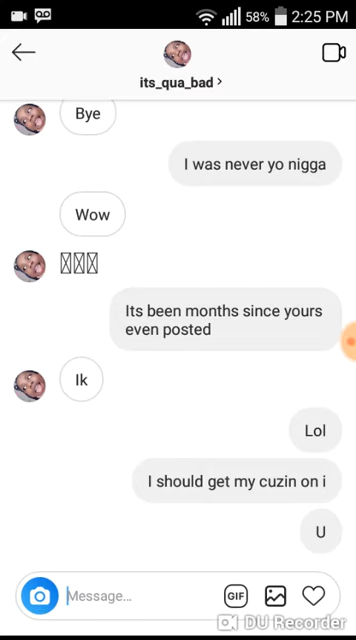 58% 2:25 PM
its_qua_bad >
Bye
I was never yo nigga
Wow
Its been months since yours
even posted
Ik
Lol
I should get my cuzin on i
U
Message...
GIF
DU Recorder